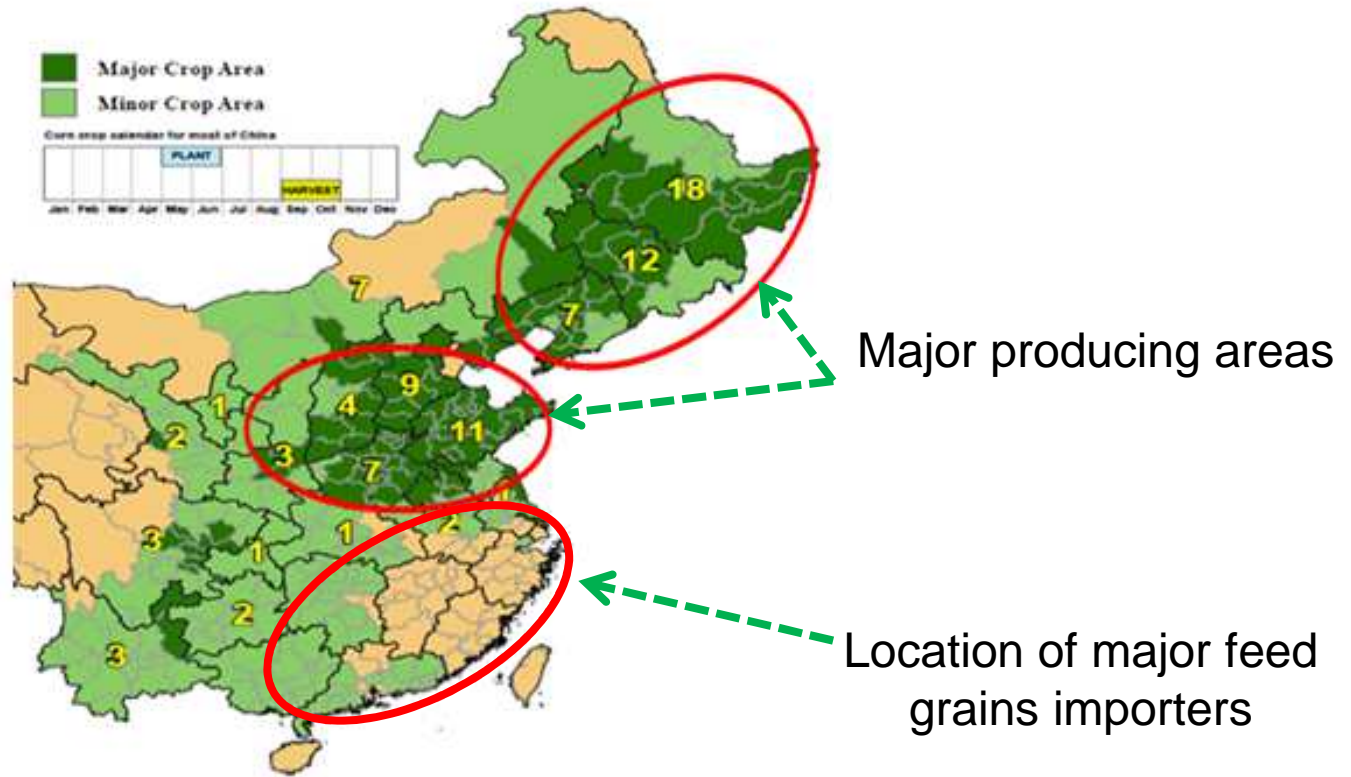 Major Crop Area
Minor Crop Area
Corn crop calendar for most of China
PLANT
HARVEST
Jan Feb Mar Apr May Jun Jul Aug Sep Oct Nov Dec
18
12
7
7
9
4
1
11
2
3
7
2
1
3
1
2
3
Major producing areas
Location of major feed
grains importers